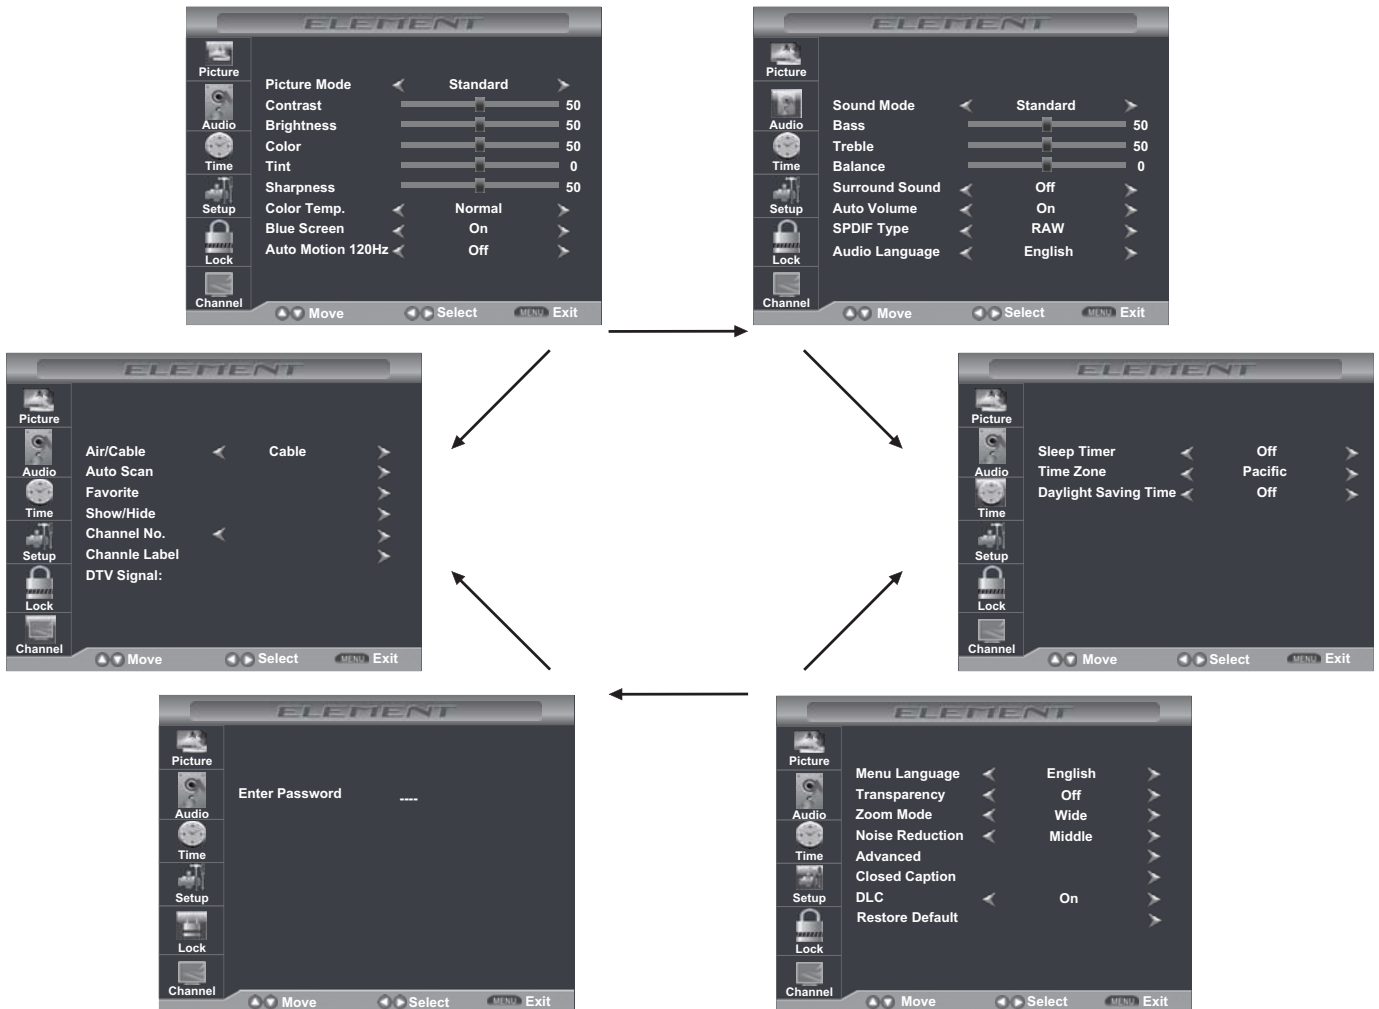 ELEMENT
Picture
Audio
Time
Setup
Lock
Channel
Picture Mode Standard
Contrast 50
Brightness 50
Color 50
Tint 0
Sharpness 50
Color Temp. Normal
Blue Screen On
Auto Motion 120Hz Off
Move Select MENU Exit
ELEMENT
Picture
Audio
Time
Setup
Lock
Channel
Sound Mode Standard
Bass 50
Treble 50
Balance 0
Surround Sound Off
Auto Volume On
SPDIF Type RAW
Audio Language English
Move Select MENU Exit
ELEMENT
Picture
Audio
Time
Setup
Lock
Channel
Air/Cable Cable
Auto Scan
Favorite
Show/Hide
Channel No.
Channle Label
DTV Signal:
Move Select MENU Exit
ELEMENT
Picture
Audio
Time
Setup
Lock
Channel
Sleep Timer Off
Time Zone Pacific
Daylight Saving Time Off
Move Select MENU Exit
ELEMENT
Picture
Audio
Time
Setup
Lock
Channel
Enter Password ----
Move Select MENU Exit
ELEMENT
Picture
Audio
Time
Setup
Lock
Channel
Menu Language English
Transparency Off
Zoom Mode Wide
Noise Reduction Middle
Advanced
Closed Caption
DLC On
Restore Default
Move Select MENU Exit